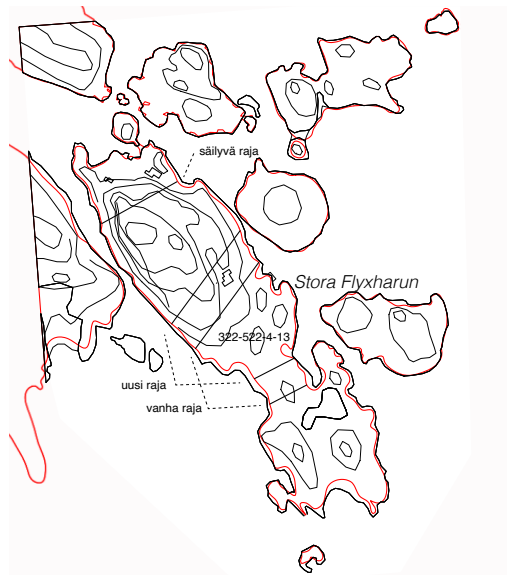 säilyvä raja
Stora Flyxharun
322-522-4-13
uusi raja
vanha raja